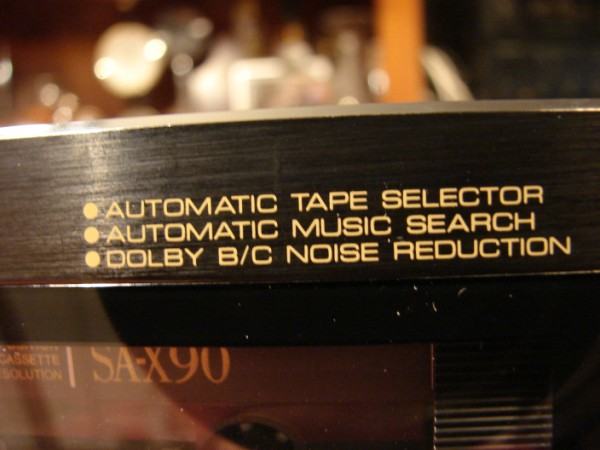 ● AUTOMATIC TAPE SELECTOR
● AUTOMATIC MUSIC SEARCH
● DOLBY B/C NOISE REDUCTION
CASSETTE
SA-X90